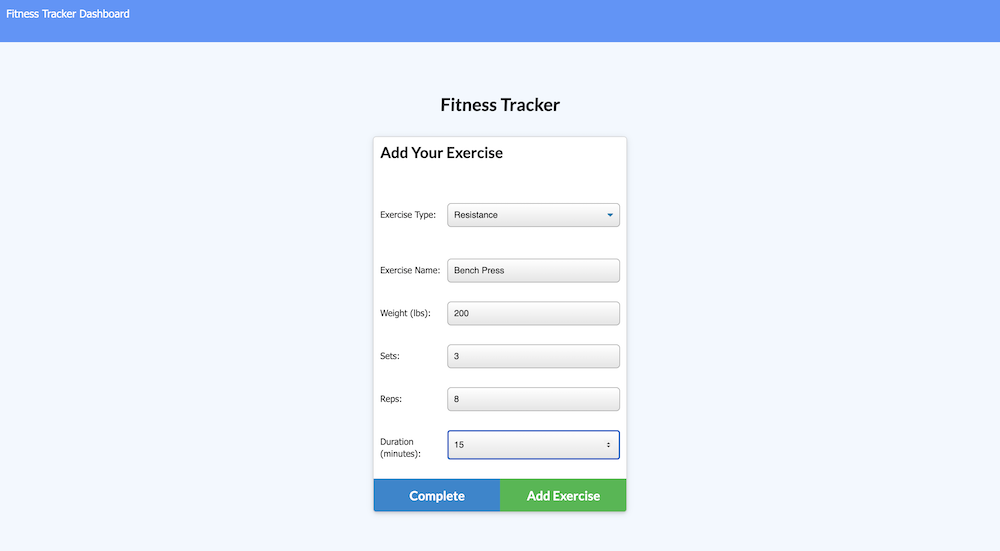 Fitness Tracker Dashboard
Fitness Tracker
Add Your Exercise
Exercise Type: Resistance
Exercise Name: Bench Press
Weight (lbs): 200
Sets: 3
Reps: 8
Duration
(minutes): 15
Complete Add Exercise